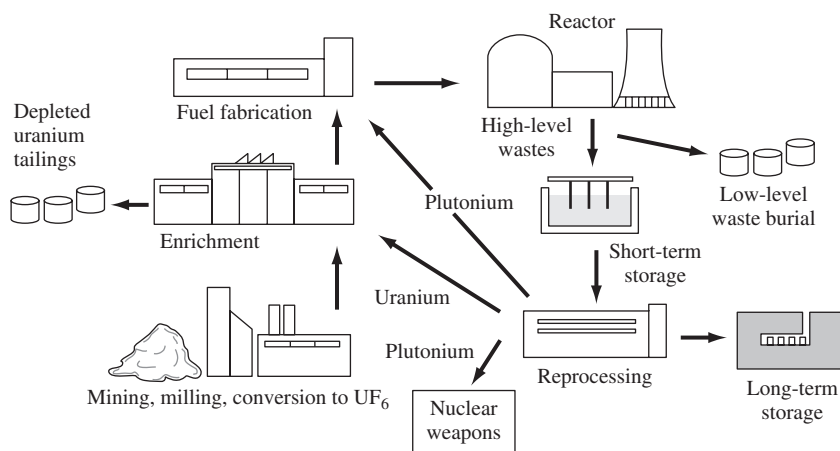 Reactor
Fuel fabrication
High-level
wastes
Depleted
uranium
tailings
Low-level
waste burial
Plutonium
Enrichment
Short-term
storage
Uranium
Plutonium
Reprocessing
Mining, milling, conversion to UF₆
Long-term
storage
Nuclear
weapons